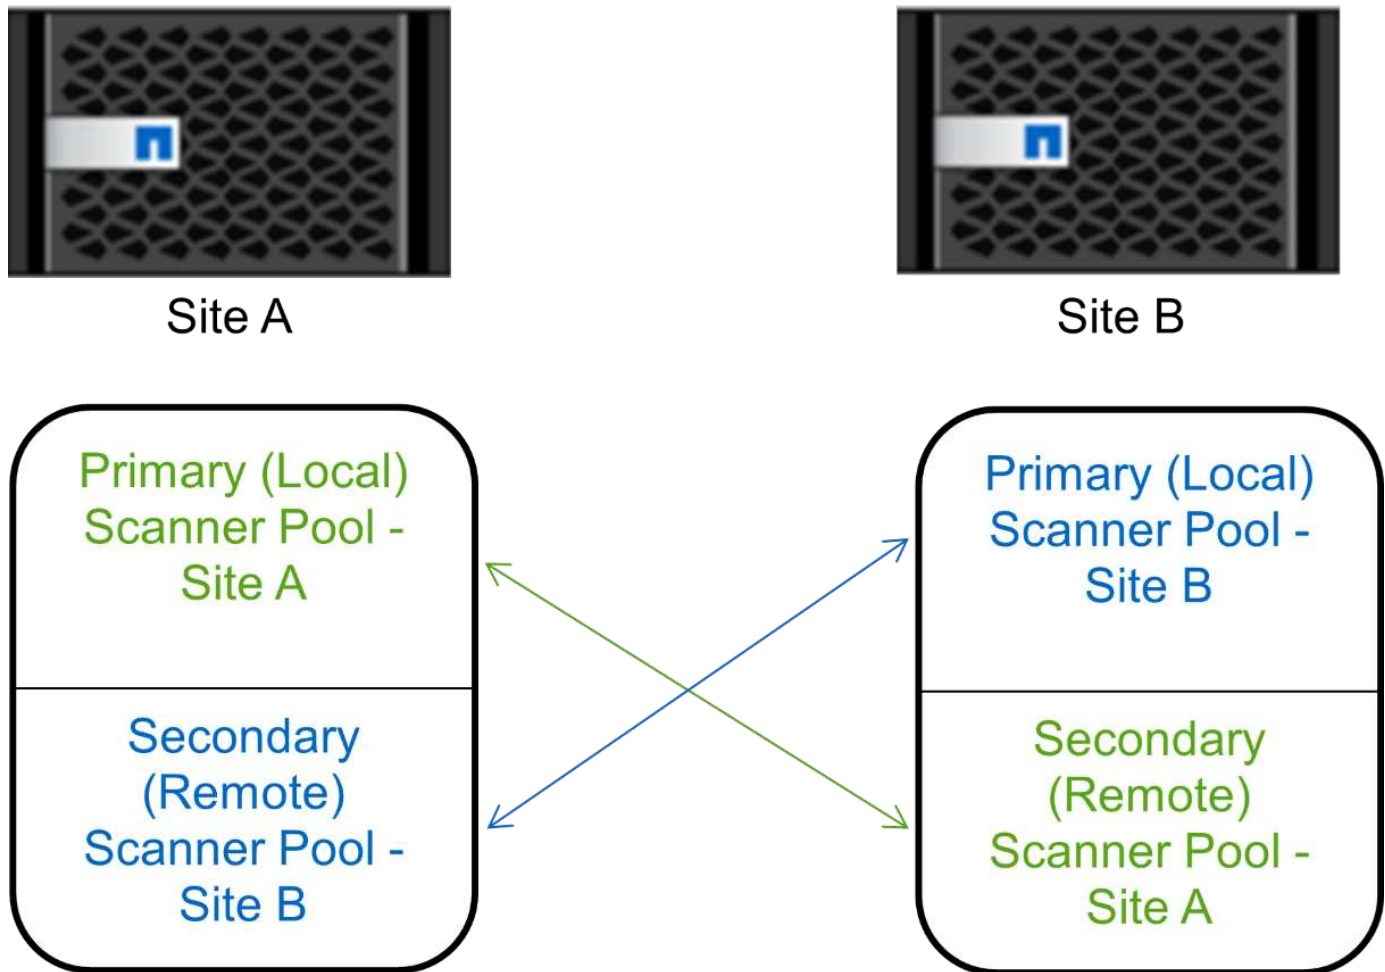 Site A
Site B
Primary (Local)
Scanner Pool -
Site A
Secondary
(Remote)
Scanner Pool -
Site B
Primary (Local)
Scanner Pool -
Site B
Secondary
(Remote)
Scanner Pool -
Site A